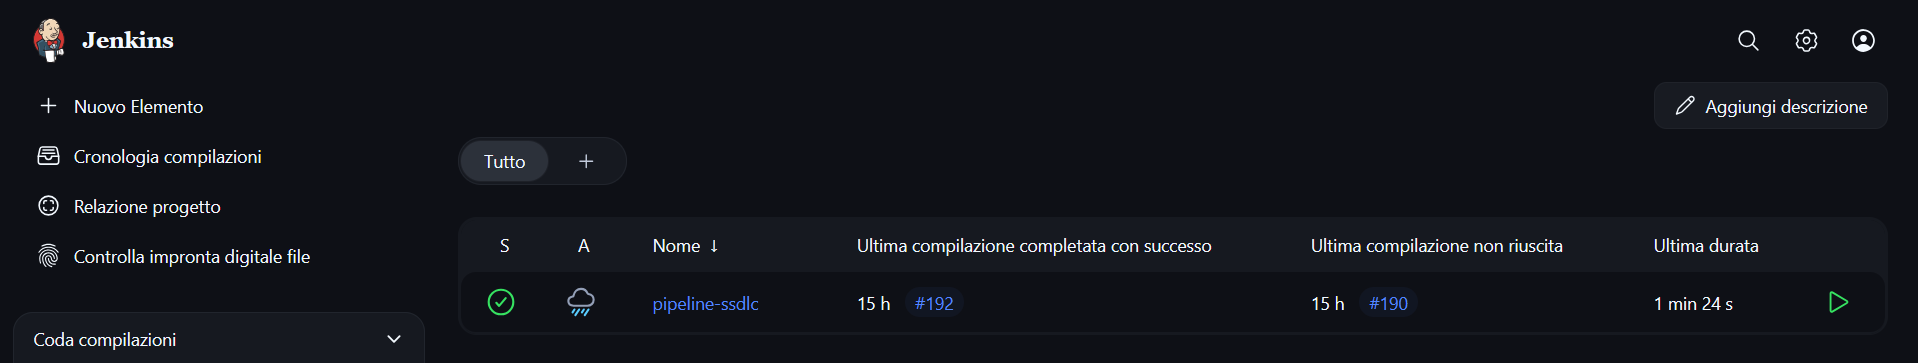 Jenkins
Nuovo Elemento
Cronologia compilazioni
Relazione progetto
Controlla impronta digitale file
Coda compilazioni
Aggiungi descrizione
Tutto +
S A Nome ↓ Ultima compilazione completata con successo Ultima compilazione non riuscita Ultima durata
pipeline-ssdlc 15 h #192 15 h #190 1 min 24 s